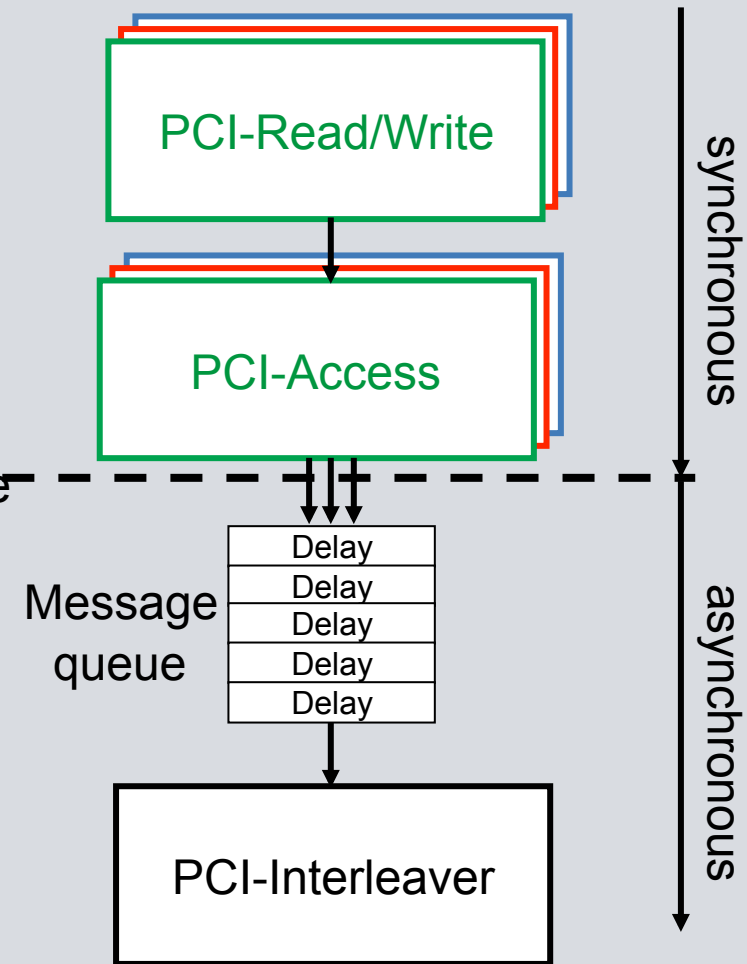 PCI-Read/Write
synchronous
PCI-Access
e
Delay
Delay
Delay
Delay
Delay
Message
queue
asynchronous
PCI-Interleaver